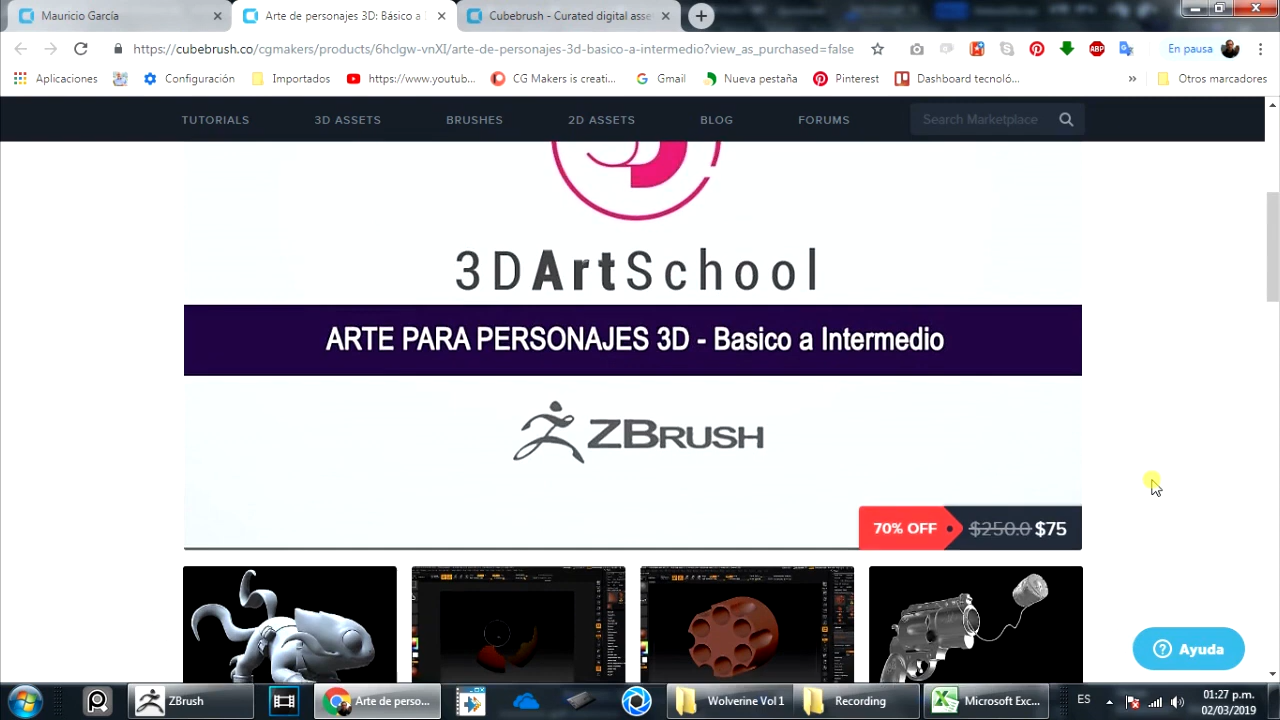 Mauricio García
Arte de personajes 3D: Básico a
Cubebrush - Curated digital asse
https://cubebrush.co/cgmakers/products/6hclgw-vnXI/arte-de-personajes-3d-basico-a-intermedio?view_as_purchased=false
ABP
En pausa
Aplicaciones
Configuración
Importados
https://www.youtub...
CG Makers is creati...
Gmail
Nueva pestaña
Pinterest
Dashboard tecnoló...
Otros marcadores
TUTORIALS
3D ASSETS
BRUSHES
2D ASSETS
BLOG
FORUMS
Search Marketplace
3DArtSchool
ARTE PARA PERSONAJES 3D - Basico a Intermedio
ZBRUSH
70% OFF
$250.0 $75
Ayuda
ZBrush
Arte de perso...
Wolverine Vol 1
Recording
Microsoft Exc...
ES
01:27 p.m.
02/03/2019